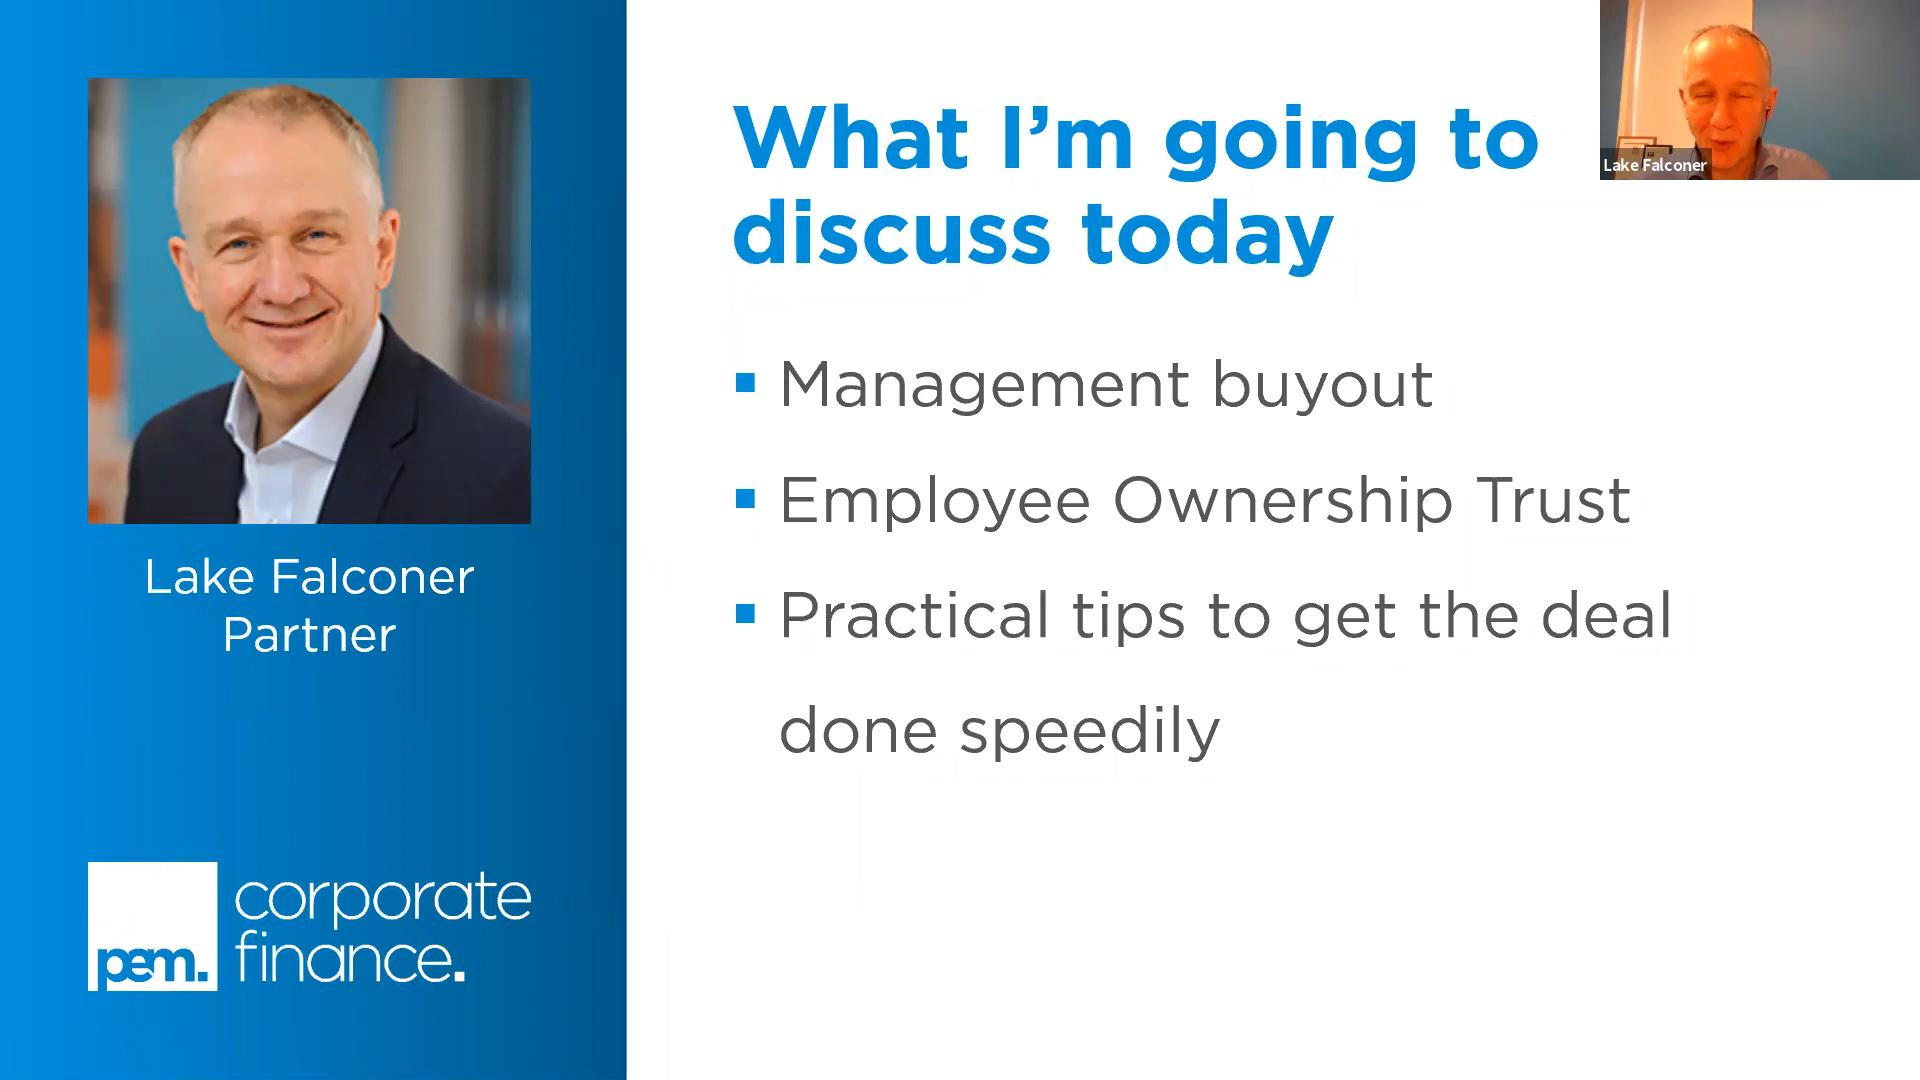 What I’m going to
discuss today
Lake Falconer
▪ Management buyout
▪ Employee Ownership Trust
▪ Practical tips to get the deal
done speedily
Lake Falconer
Partner
pem.
corporate
finance.